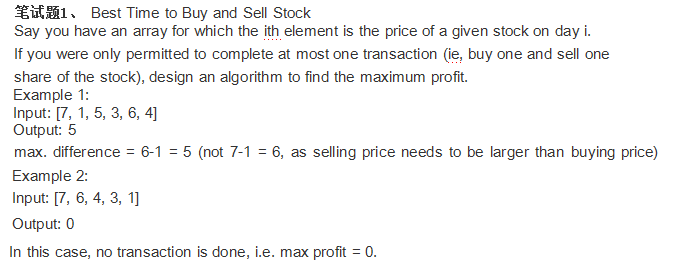 笔试题1、 Best Time to Buy and Sell Stock
Say you have an array for which the ith element is the price of a given stock on day i.
If you were only permitted to complete at most one transaction (ie, buy one and sell one
share of the stock), design an algorithm to find the maximum profit.
Example 1:
Input: [7, 1, 5, 3, 6, 4]
Output: 5
max. difference = 6-1 = 5 (not 7-1 = 6, as selling price needs to be larger than buying price)
Example 2:
Input: [7, 6, 4, 3, 1]
Output: 0
In this case, no transaction is done, i.e. max profit = 0.